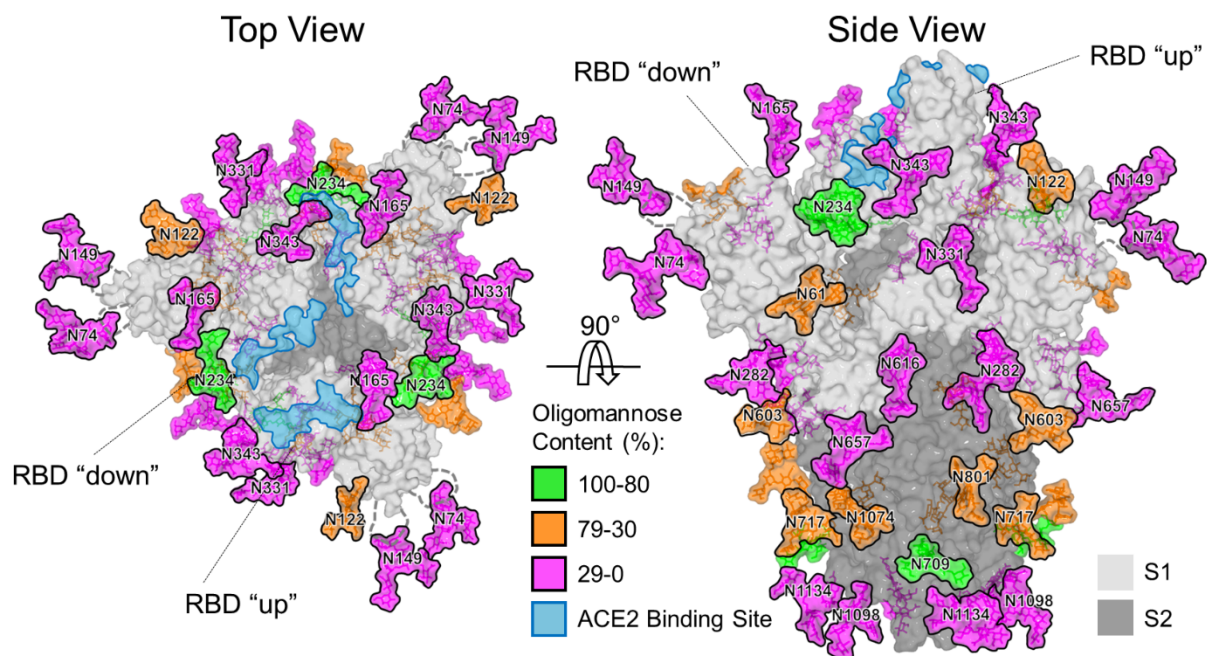 Top View
Side View
RBD “down”
RBD “up”
N74
N149
N331
N234
N165
N122
N122
N343
N149
N165
N331
N343
N74
N234
N165
N234
N343
N331
RBD “down”
N122
N74
N149
RBD “up”
90°
Oligomannose
Content (%):
100-80
79-30
29-0
ACE2 Binding Site
N165
N343
N343
N122
N149
N149
N234
N74
N74
N331
N61
N282
N616
N282
N603
N657
N603
N657
N801
N717
N1074
N717
N709
N1134
N1098
N1134
N1098
S1
S2